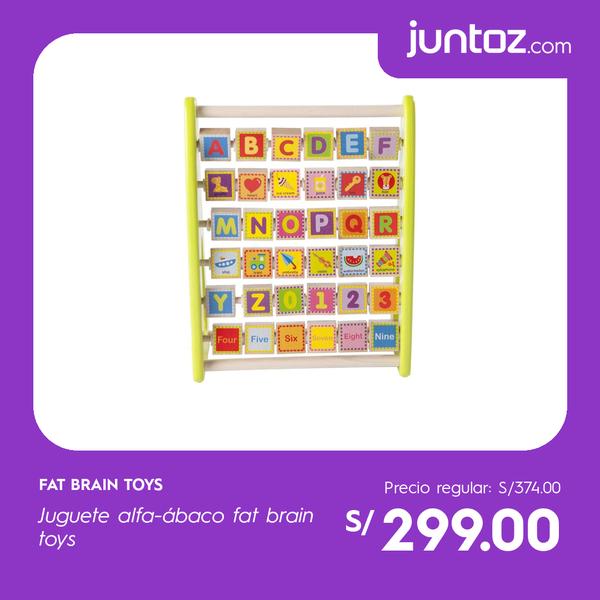 juntoz.com
A B C D E F
M N O P Q R
Y Z 0 1 2 3
Four Five Six Seven Eight Nine
FAT BRAIN TOYS
Juguete alfa-ábaco fat brain
toys
Precio regular: S/374.00
S/ 299.00